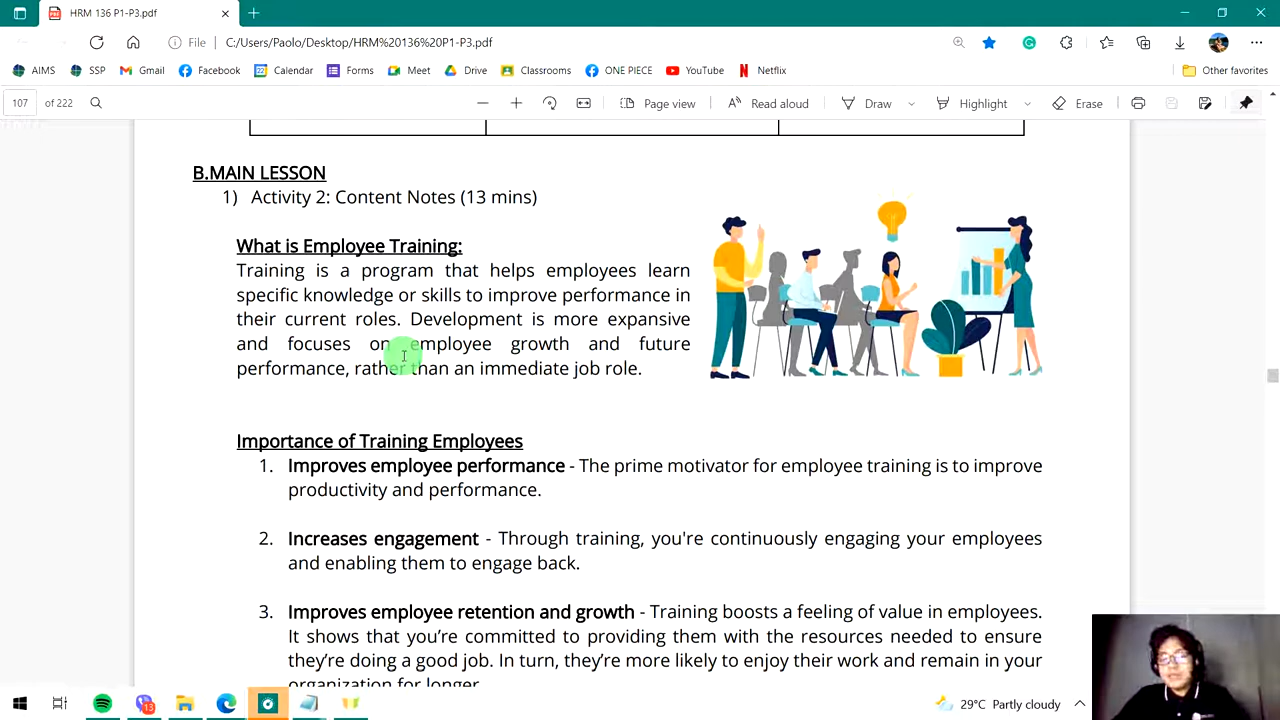 HRM 136 P1-P3.pdf
File C:/Users/Paolo/Desktop/HRM%20136%20P1-P3.pdf
AIMS SSP Gmail Facebook Calendar Forms Meet Drive Classrooms ONE PIECE YouTube Netflix Other favorites
107 of 222 Page view Read aloud Draw Highlight Erase
B.MAIN LESSON
1) Activity 2: Content Notes (13 mins)
What is Employee Training:
Training is a program that helps employees learn
specific knowledge or skills to improve performance in
their current roles. Development is more expansive
and focuses on employee growth and future
performance, rather than an immediate job role.
Importance of Training Employees
1. Improves employee performance - The prime motivator for employee training is to improve
productivity and performance.
2. Increases engagement - Through training, you're continuously engaging your employees
and enabling them to engage back.
3. Improves employee retention and growth - Training boosts a feeling of value in employees.
It shows that you’re committed to providing them with the resources needed to ensure
they’re doing a good job. In turn, they’re more likely to enjoy their work and remain in your
organization for longer.
13
29°C Partly cloudy